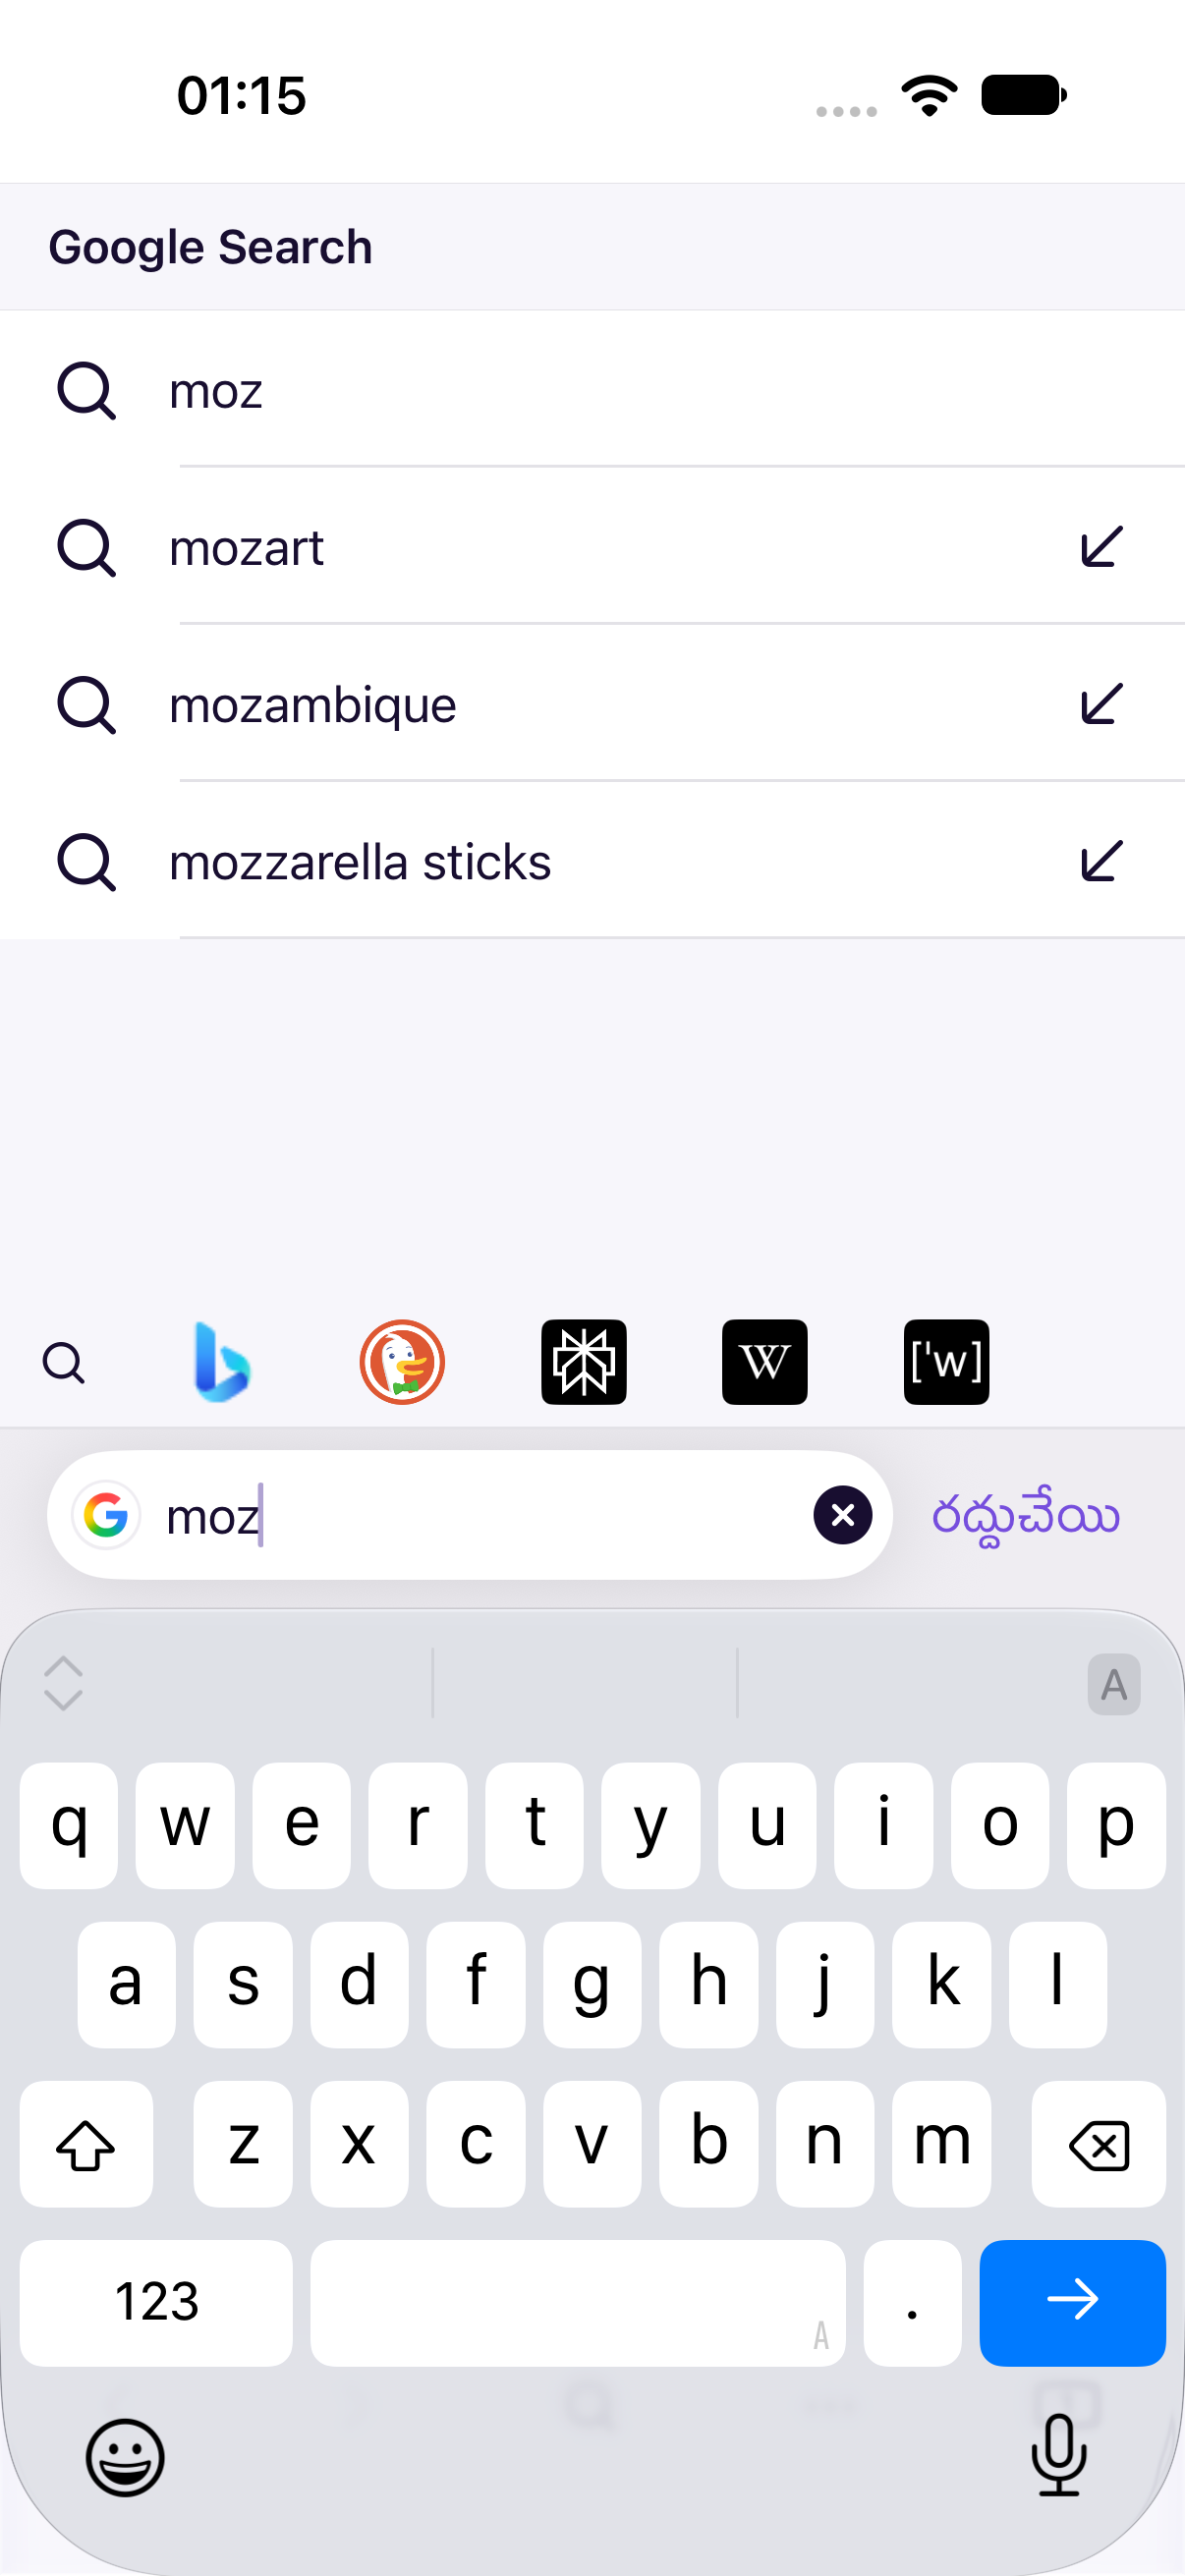 01:15
Google Search
moz
mozart
mozambique
mozzarella sticks
W
['w]
moz
రద్దుచేయి
A
q w e r t y u i o p
a s d f g h j k l
z x c v b n m
123
A
.